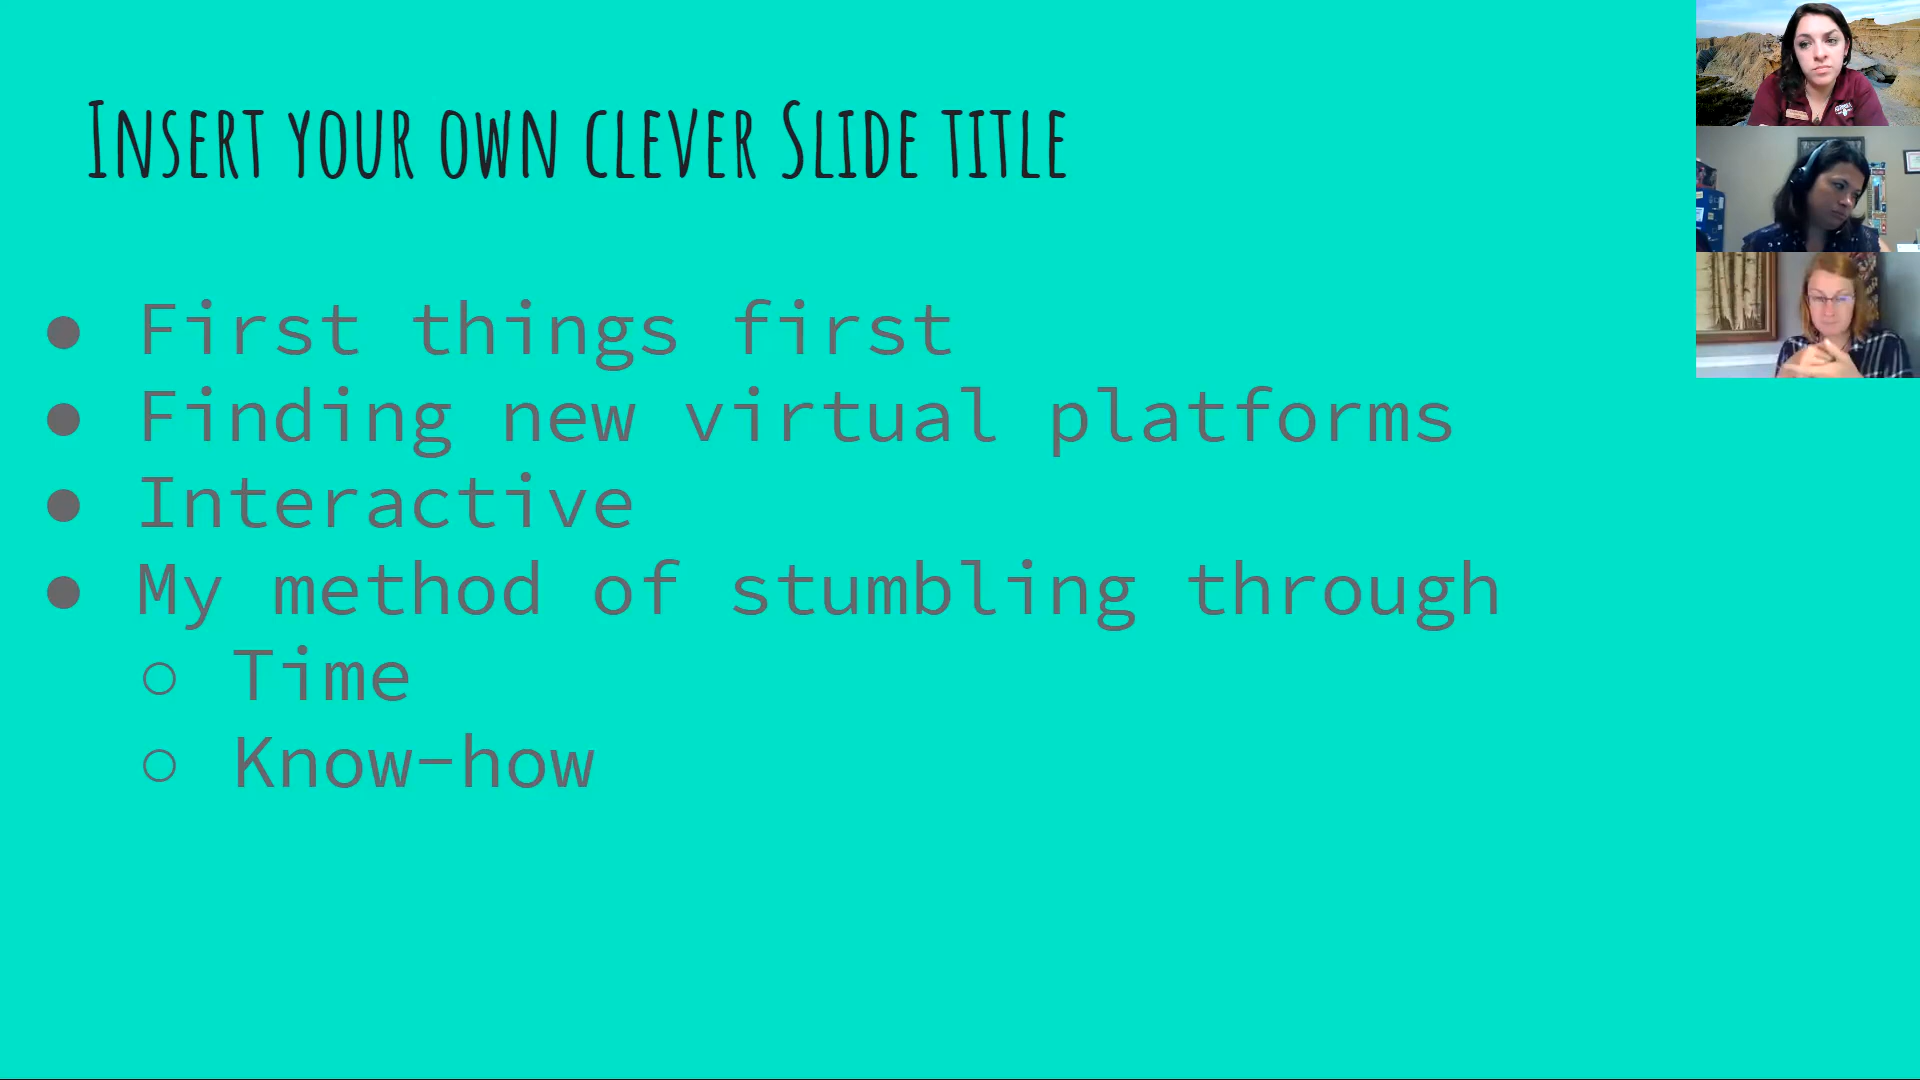 Insert your own clever Slide title
● First things first
● Finding new virtual platforms
● Interactive
● My method of stumbling through
○ Time
○ Know-how